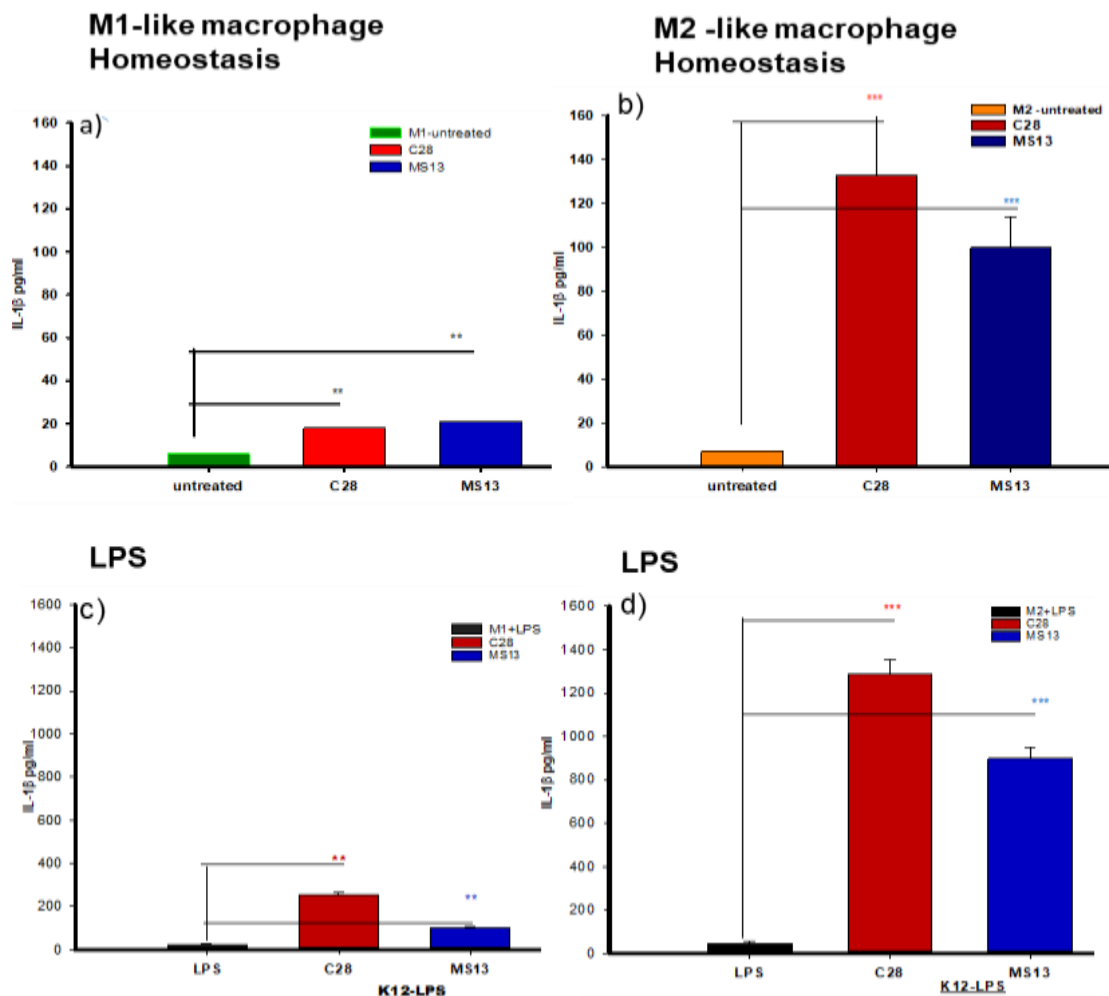 M1-like macrophage
Homeostasis
M2 -like macrophage
Homeostasis
a)
M1-untreated
C28
MS13
160
140
120
100
80
60
40
20
0
IL-1β pg/ml
**
**
untreated C28 MS13
b)
***
M2 -untreated
C28
MS13
160
140
120
100
80
60
40
20
0
IL-1β pg/ml
***
untreated C28 MS13
LPS
c)
M1+LPS
C28
MS13
1600
1400
1200
1000
800
600
400
200
0
IL-1β pg/ml
**
**
LPS C28 MS13
K12-LPS
LPS
d)
***
M2+LPS
C28
MS13
1600
1400
1200
1000
800
600
400
200
0
IL-1β pg/ml
***
LPS C28 MS13
K12-LPS